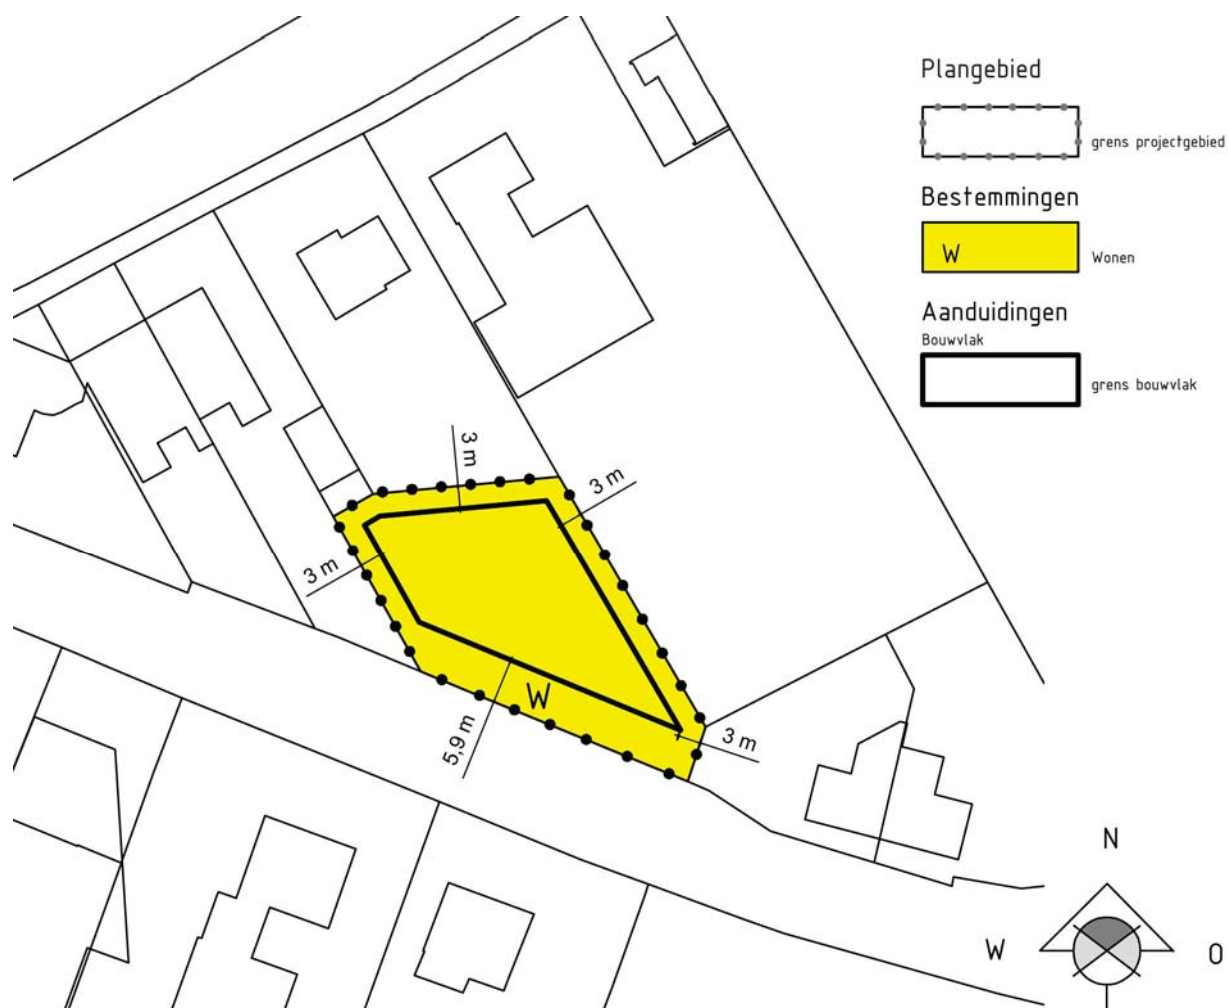 Plangebied
grens projectgebied
Bestemmingen
W
Wonen
Aanduidingen
Bouwvlak
grens bouwvlak
3 m
3 m
3 m
W
5,9 m
3 m
N
W
O